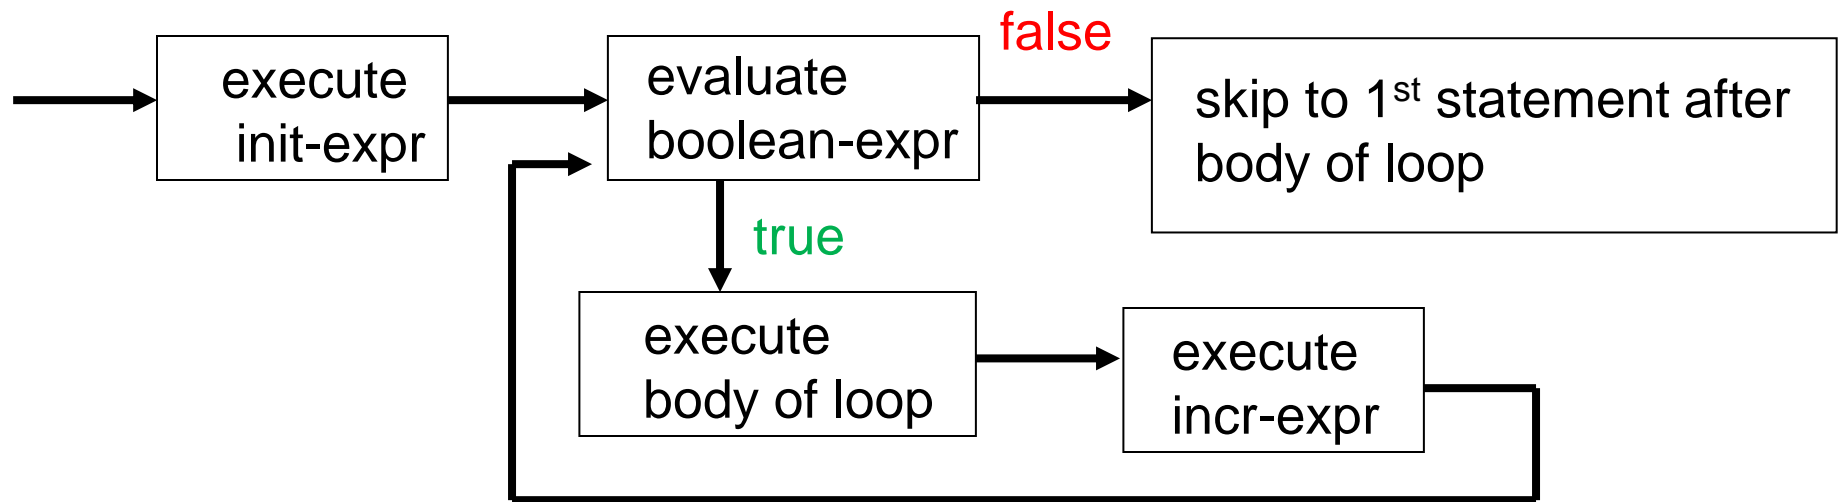 execute
init-expr
evaluate
boolean-expr
false
skip to 1st statement after
body of loop
true
execute
body of loop
execute
incr-expr